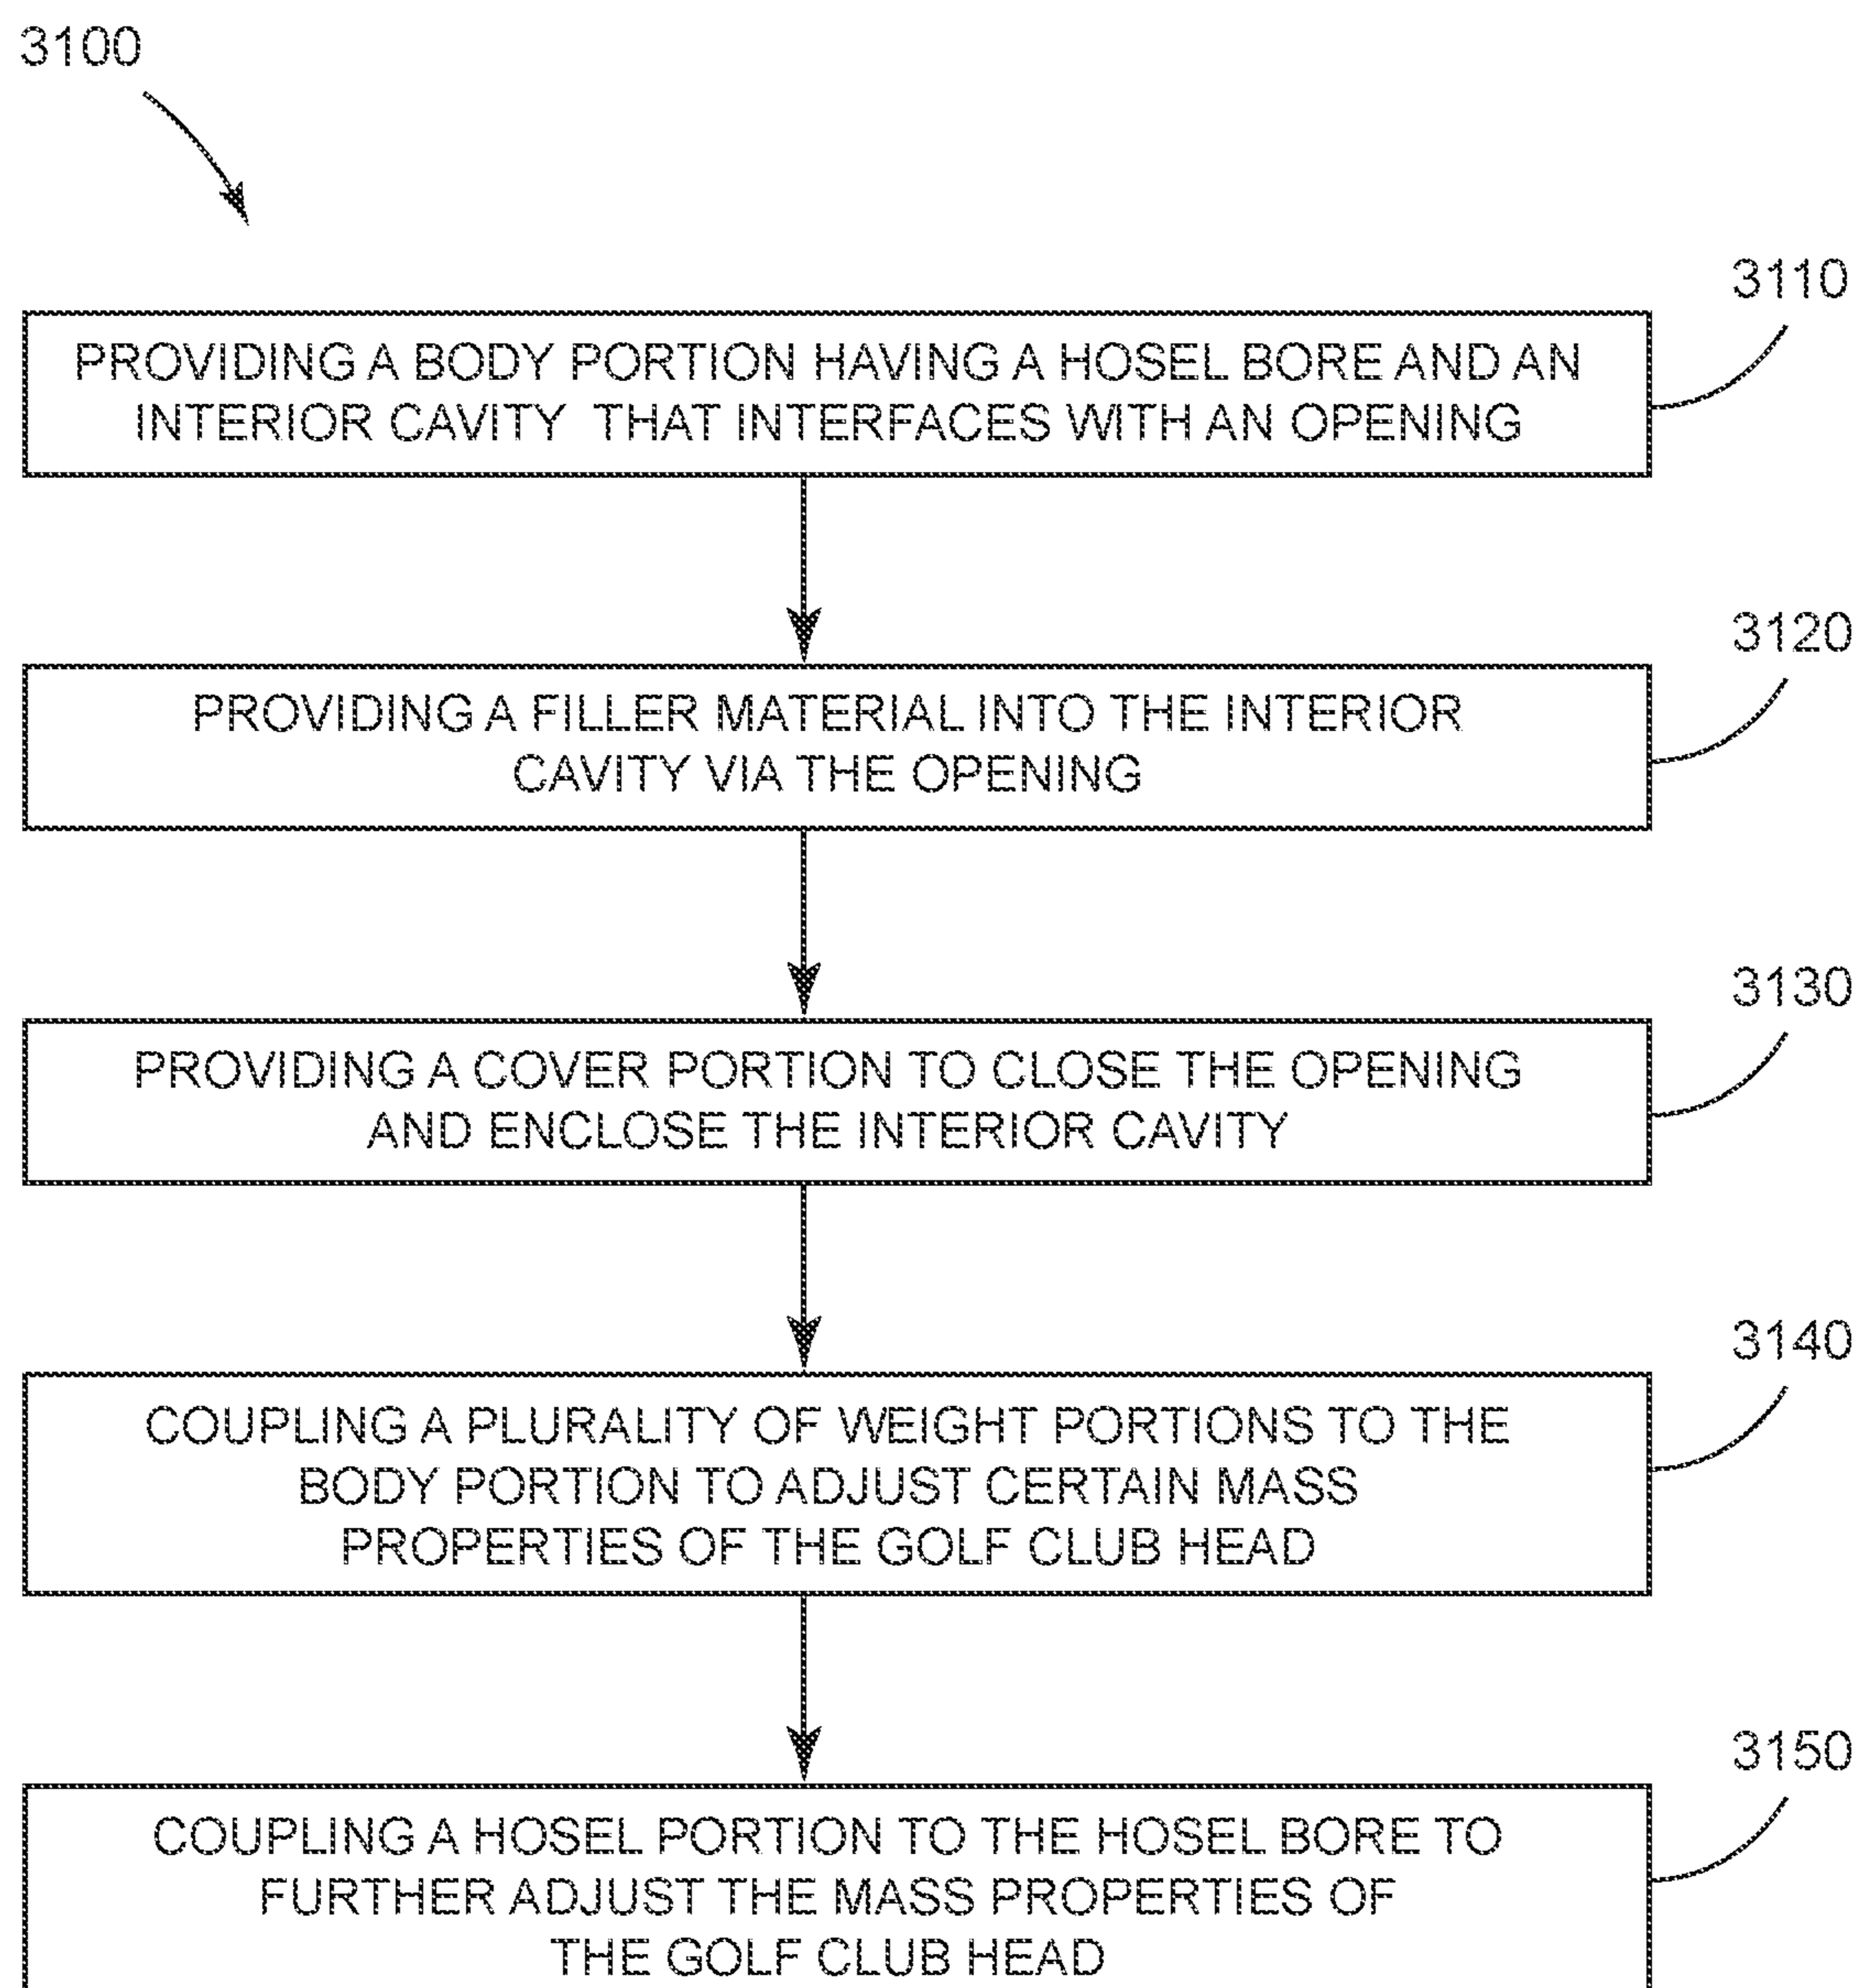 3100
3110
PROVIDING A BODY PORTION HAVING A HOSEL BORE AND AN
INTERIOR CAVITY THAT INTERFACES WITH AN OPENING
3120
PROVIDING A FILLER MATERIAL INTO THE INTERIOR
CAVITY VIA THE OPENING
3130
PROVIDING A COVER PORTION TO CLOSE THE OPENING
AND ENCLOSE THE INTERIOR CAVITY
3140
COUPLING A PLURALITY OF WEIGHT PORTIONS TO THE
BODY PORTION TO ADJUST CERTAIN MASS
PROPERTIES OF THE GOLF CLUB HEAD
3150
COUPLING A HOSEL PORTION TO THE HOSEL BORE TO
FURTHER ADJUST THE MASS PROPERTIES OF
THE GOLF CLUB HEAD